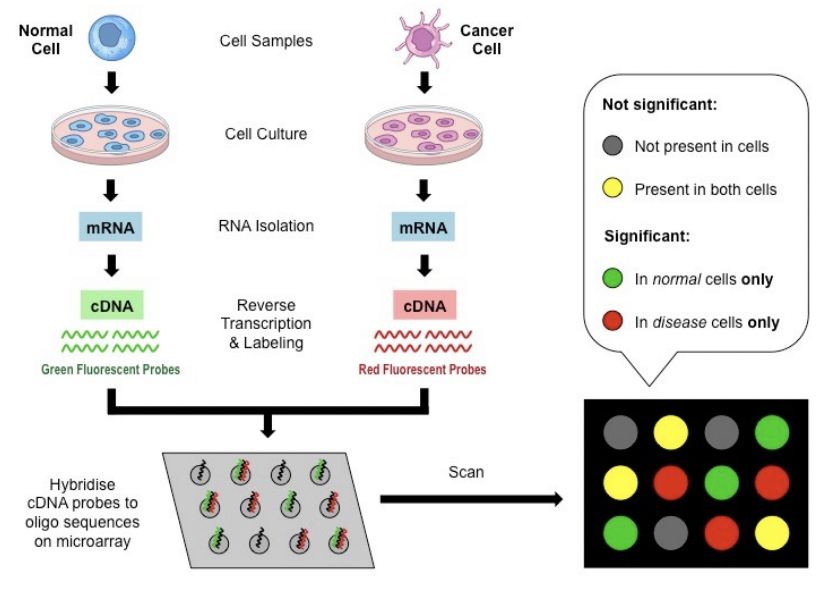 Normal
Cell
Cell Samples
Cancer
Cell
Cell Culture
mRNA
RNA Isolation
mRNA
cDNA
Reverse
Transcription
& Labeling
cDNA
Green Fluorescent Probes
Red Fluorescent Probes
Hybridise
cDNA probes to
oligo sequences
on microarray
Scan
Not significant:
Not present in cells
Present in both cells
Significant:
In normal cells only
In disease cells only